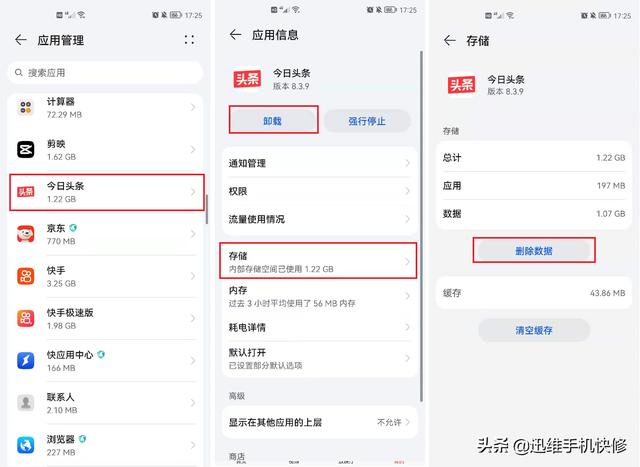 17:25
应用管理
搜索应用
计算器
72.29 MB
剪映
1.62 GB
头条
今日头条
1.22 GB
京东
770 MB
快手
3.25 GB
快手极速版
1.98 GB
快应用中心
166 MB
联系人
2.10 MB
浏览器
227 MB
17:25
应用信息
头条
今日头条
版本 8.3.9
卸载
强行停止
通知管理
权限
流量使用情况
存储
内部存储空间已使用 1.22 GB
内存
过去 3 小时平均使用了 56 MB 内存
耗电详情
默认打开
已设置部分默认选项
高级
显示在其他应用的上层
不允许
商店
17:25
存储
头条
今日头条
版本 8.3.9
存储
总计
1.22 GB
应用
197 MB
数据
1.07 GB
删除数据
缓存
43.86 MB
清空缓存
头条 @迅维手机快修